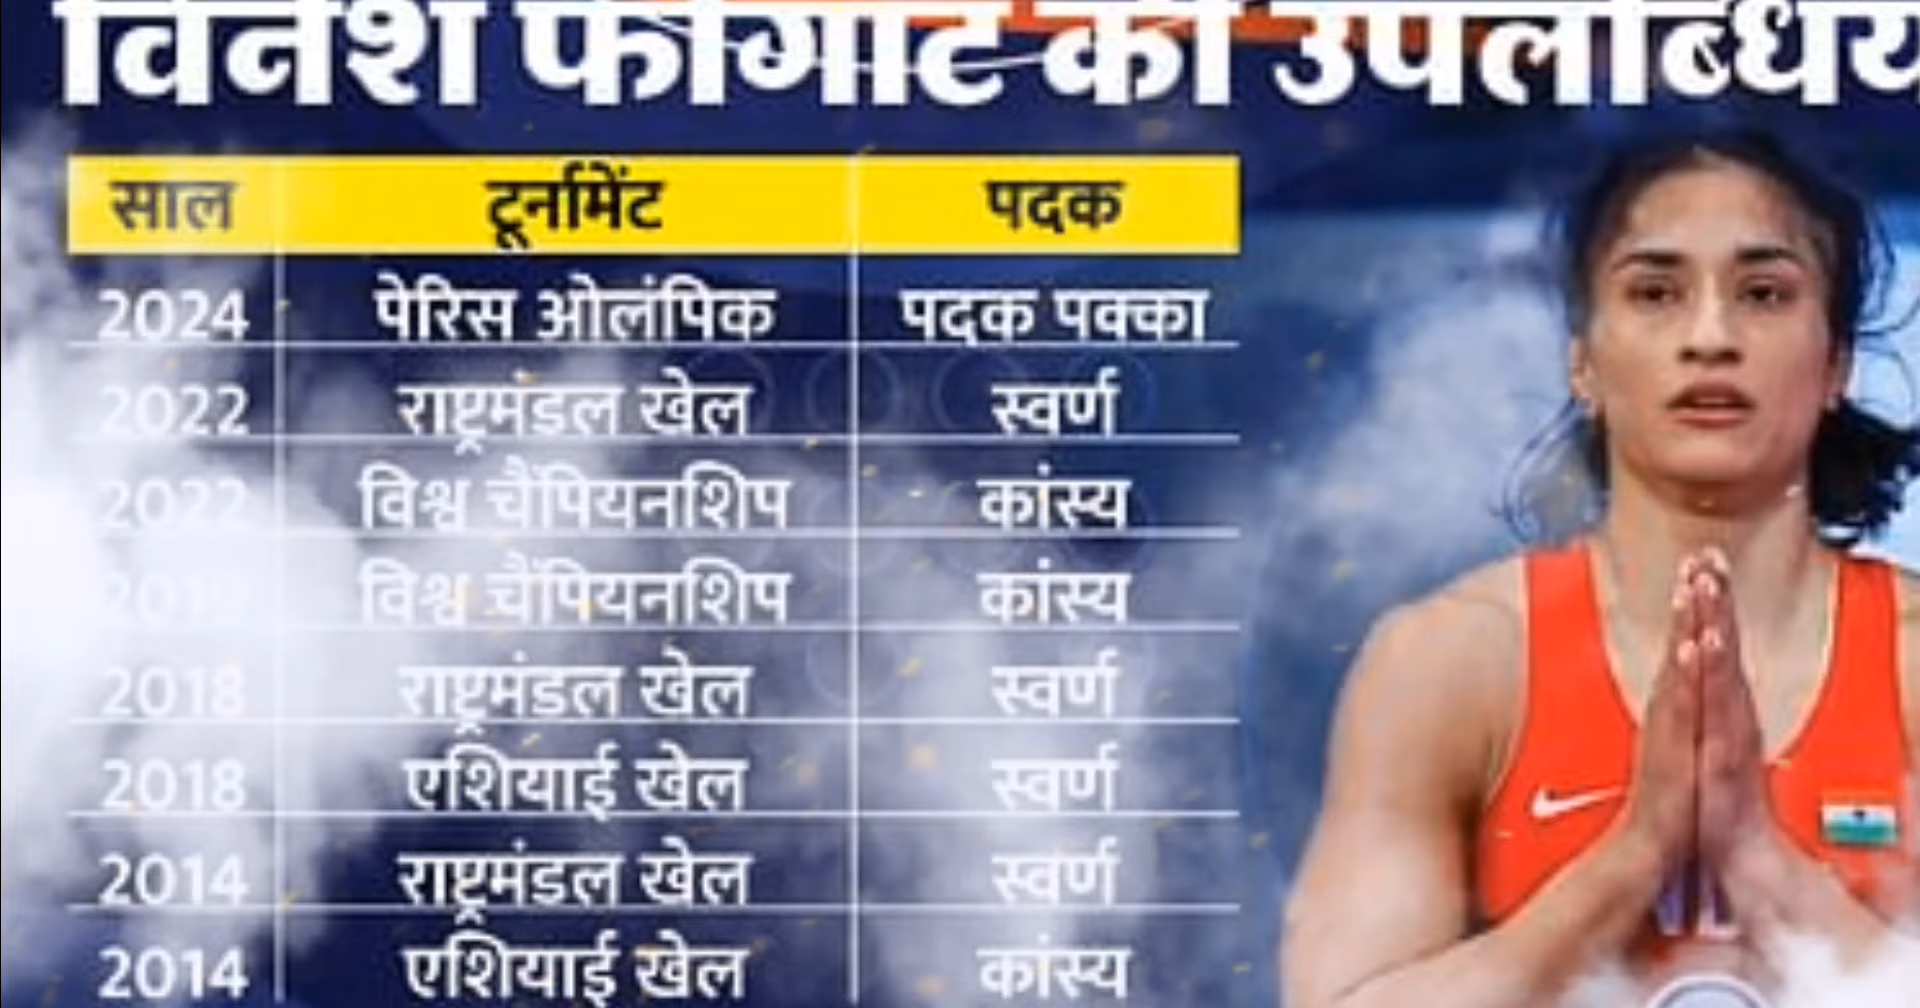 विनेश फोगाट की उपलब्धिय
साल टूर्नामेंट पदक
2024 पेरिस ओलंपिक पदक पक्का
2022 राष्ट्रमंडल खेल स्वर्ण
2022 विश्व चैंपियनशिप कांस्य
2019 विश्व चैंपियनशिप कांस्य
2018 राष्ट्रमंडल खेल स्वर्ण
2018 एशियाई खेल स्वर्ण
2014 राष्ट्रमंडल खेल स्वर्ण
2014 एशियाई खेल कांस्य